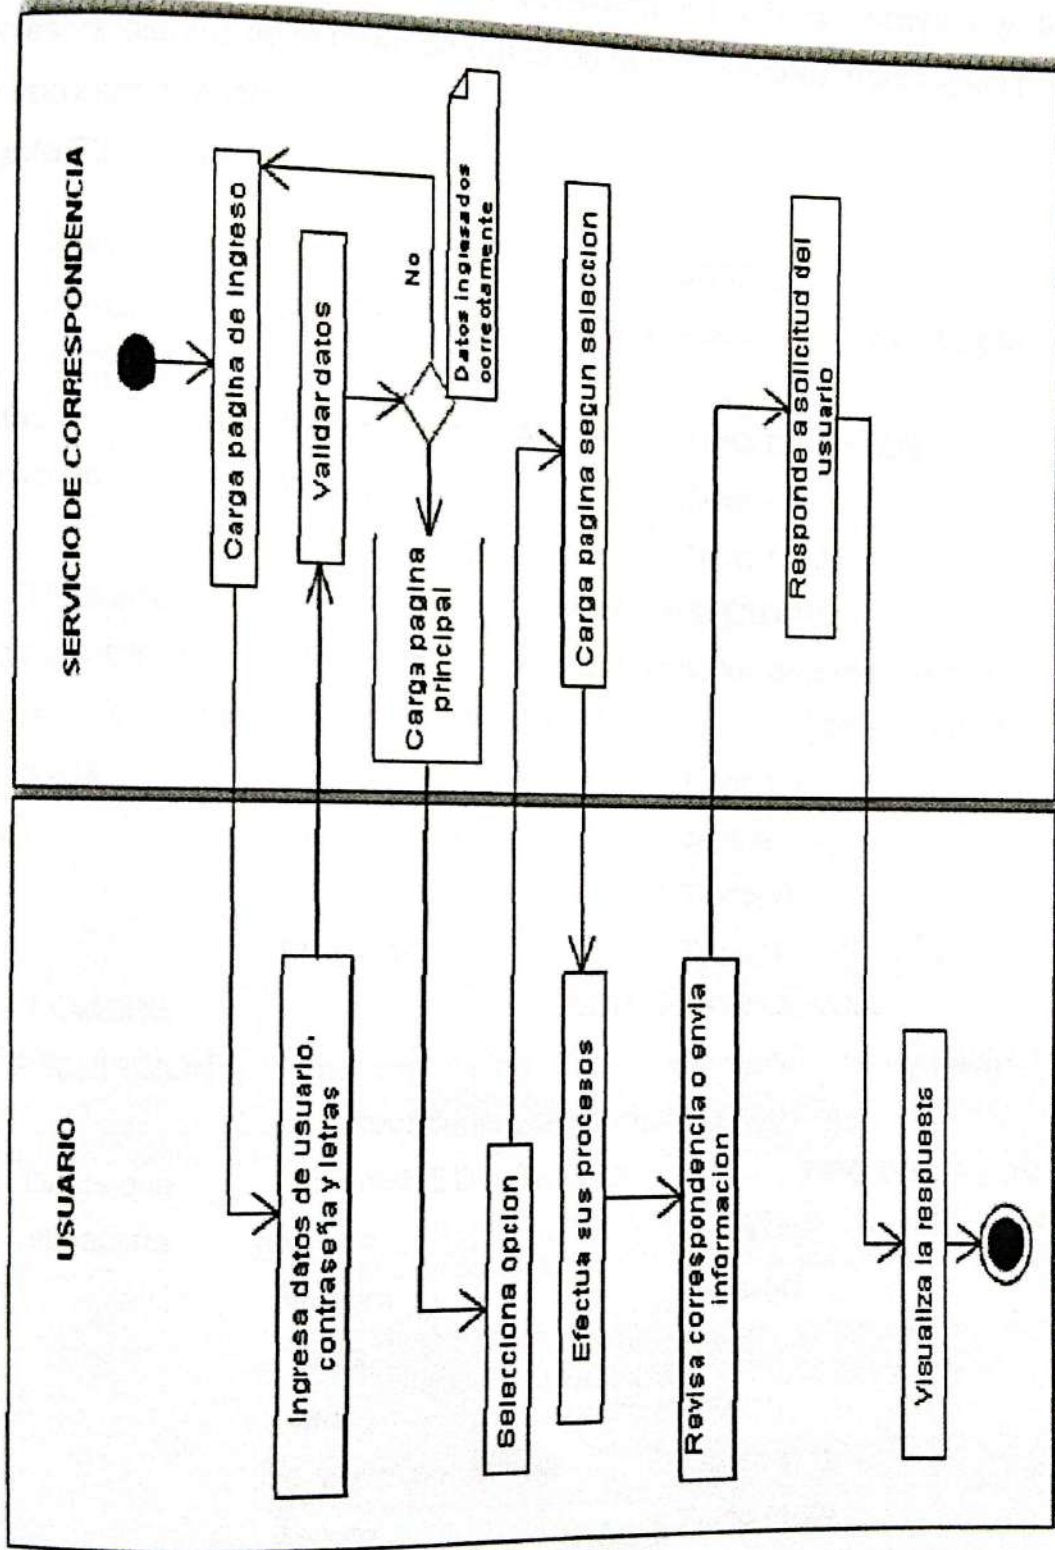 USUARIO
SERVICIO DE CORRESPONDENCIA
Carga pagina de ingreso
Ingresa datos de usuario,
contraseña y letras
Validar datos
No
Datos ingresados
correotamente
Carga pagina
principal
Selecciona opcion
Carga pagina segun seleccion
Efectua sus procesos
Revisa correspondencia o envia
informacion
Responde a solicitud del
usuario
Visualiza la respuests